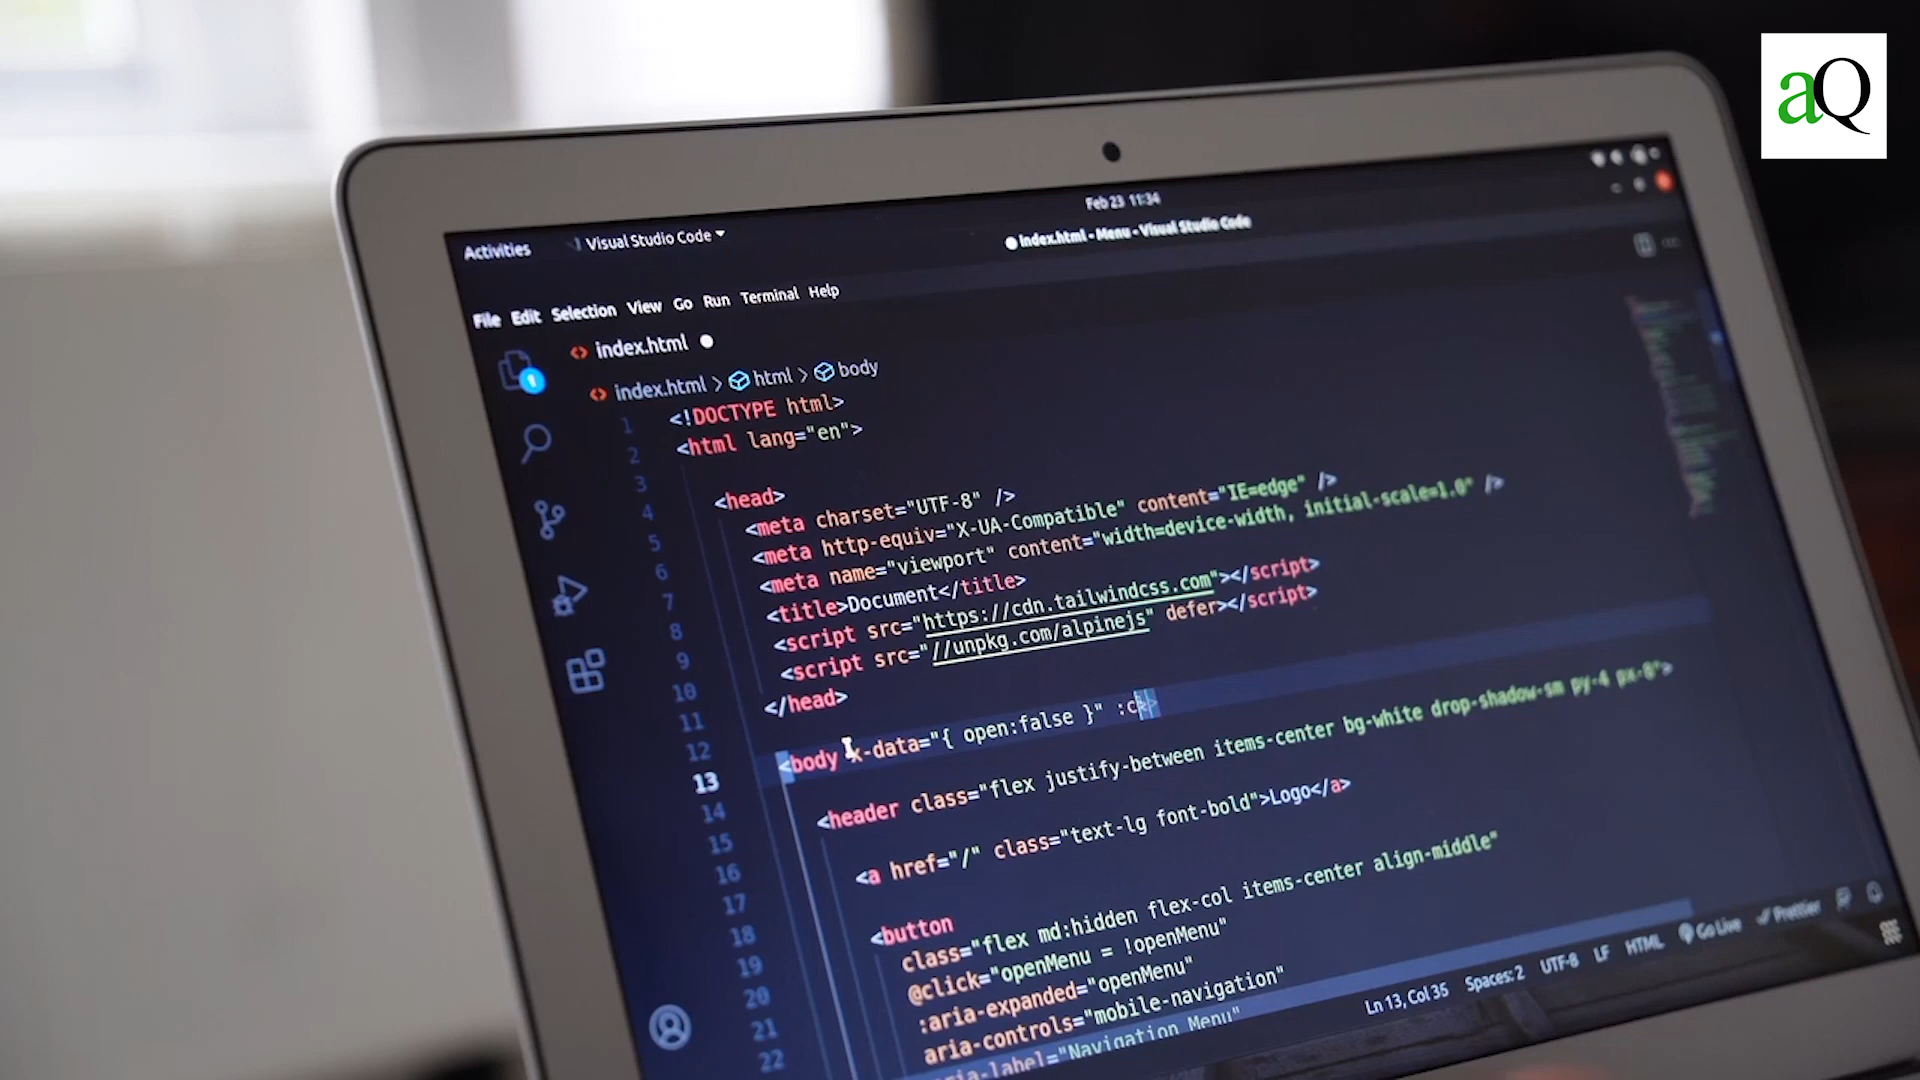 aQ
Feb 23 11:34
Activities Visual Studio Code
index.html - Menu - Visual Studio Code
File Edit Selection View Go Run Terminal Help
index.html
1
index.html > html > body
1 <!DOCTYPE html>
2 <html lang="en">
3
4 <head>
5 <meta charset="UTF-8" />
6 <meta http-equiv="X-UA-Compatible" content="IE=edge" />
7 <meta name="viewport" content="width=device-width, initial-scale=1.0" />
8 <title>Document</title>
9 <script src="https://cdn.tailwindcss.com"></script>
10 <script src="//unpkg.com/alpinejs" defer></script>
11 </head>
12
13 <body x-data="{ open:false }" :c>
14 <header class="flex justify-between items-center bg-white drop-shadow-sm py-4 px-8">
15
16 <a href="/" class="text-lg font-bold">Logo</a>
17
18 <button
19 class="flex md:hidden flex-col items-center align-middle"
20 @click="openMenu = !openMenu"
21 :aria-expanded="openMenu"
22 aria-controls="mobile-navigation"
aria-label="Navigation Menu"
Ln 13, Col 35 Spaces: 2 UTF-8 LF HTML Go Live Prettier